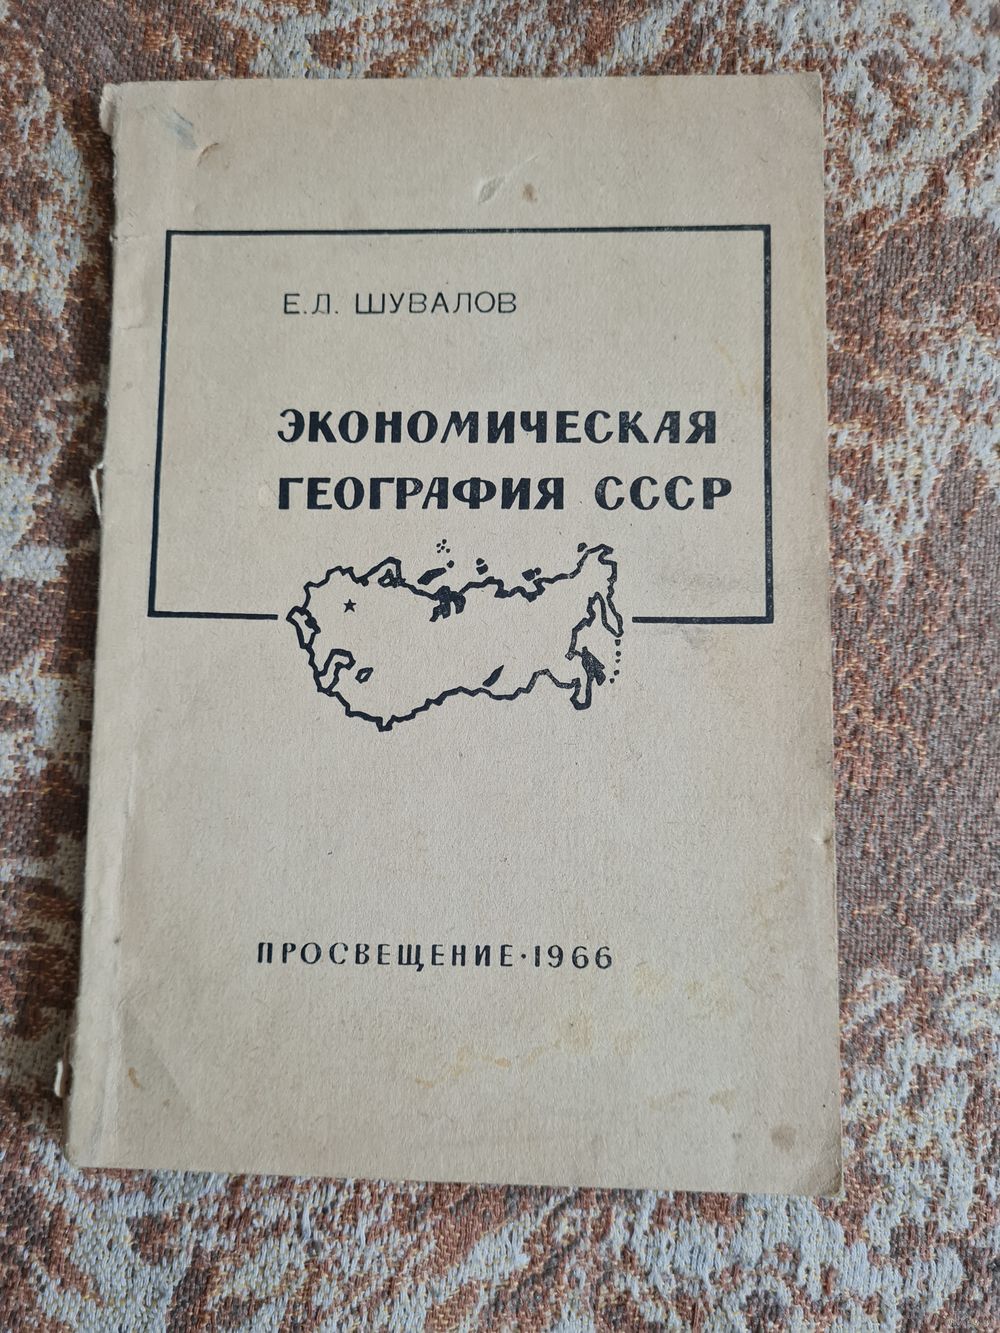 Е.Л. ШУВАЛОВ
ЭКОНОМИЧЕСКАЯ
ГЕОГРАФИЯ СССР
ПРОСВЕЩЕНИЕ·1966